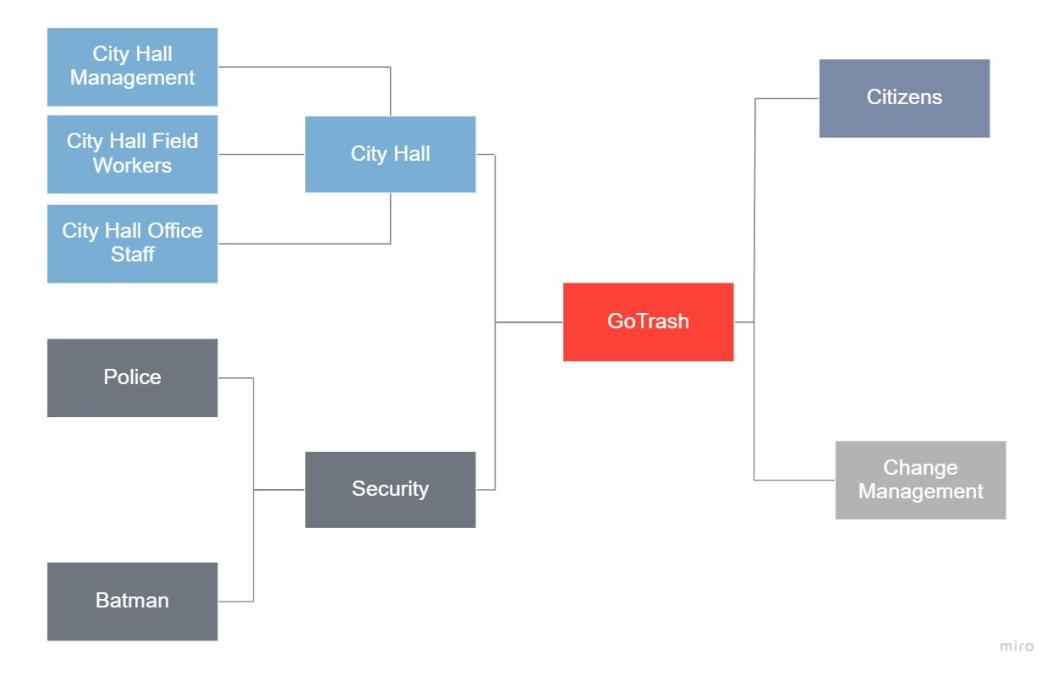 City Hall
Management
City Hall Field
Workers
City Hall Office
Staff
City Hall
Police
Security
Batman
GoTrash
Citizens
Change
Management
miro